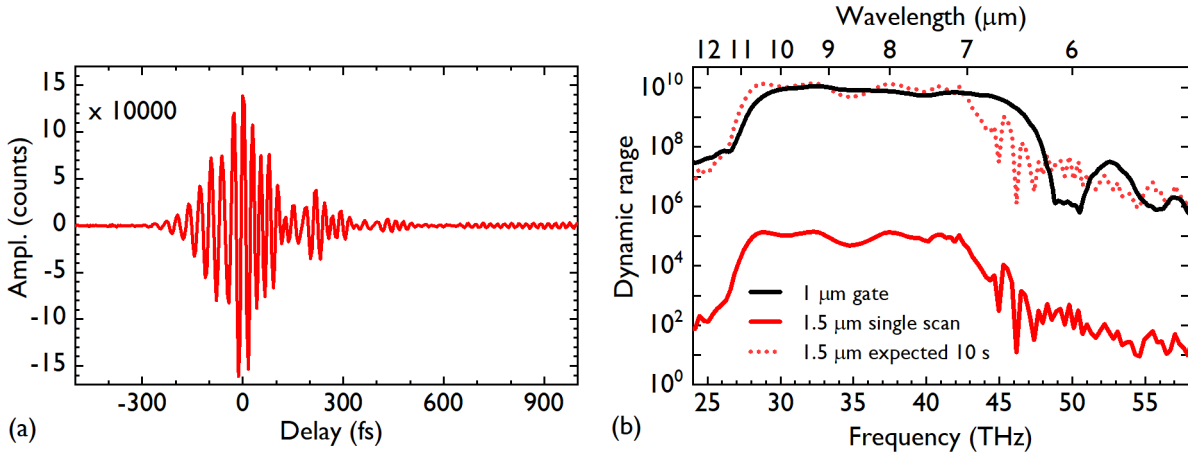 x 10000
Ampl. (counts)
15
10
5
0
-5
-10
-15
-300 0 300 600 900
Delay (fs)
(a)
Wavelength (μm)
12 11 10 9 8 7 6
Dynamic range
10^10
10^8
10^6
10^4
10^2
10^0
1 μm gate
1.5 μm single scan
1.5 μm expected 10 s
25 30 35 40 45 50 55
Frequency (THz)
(b)